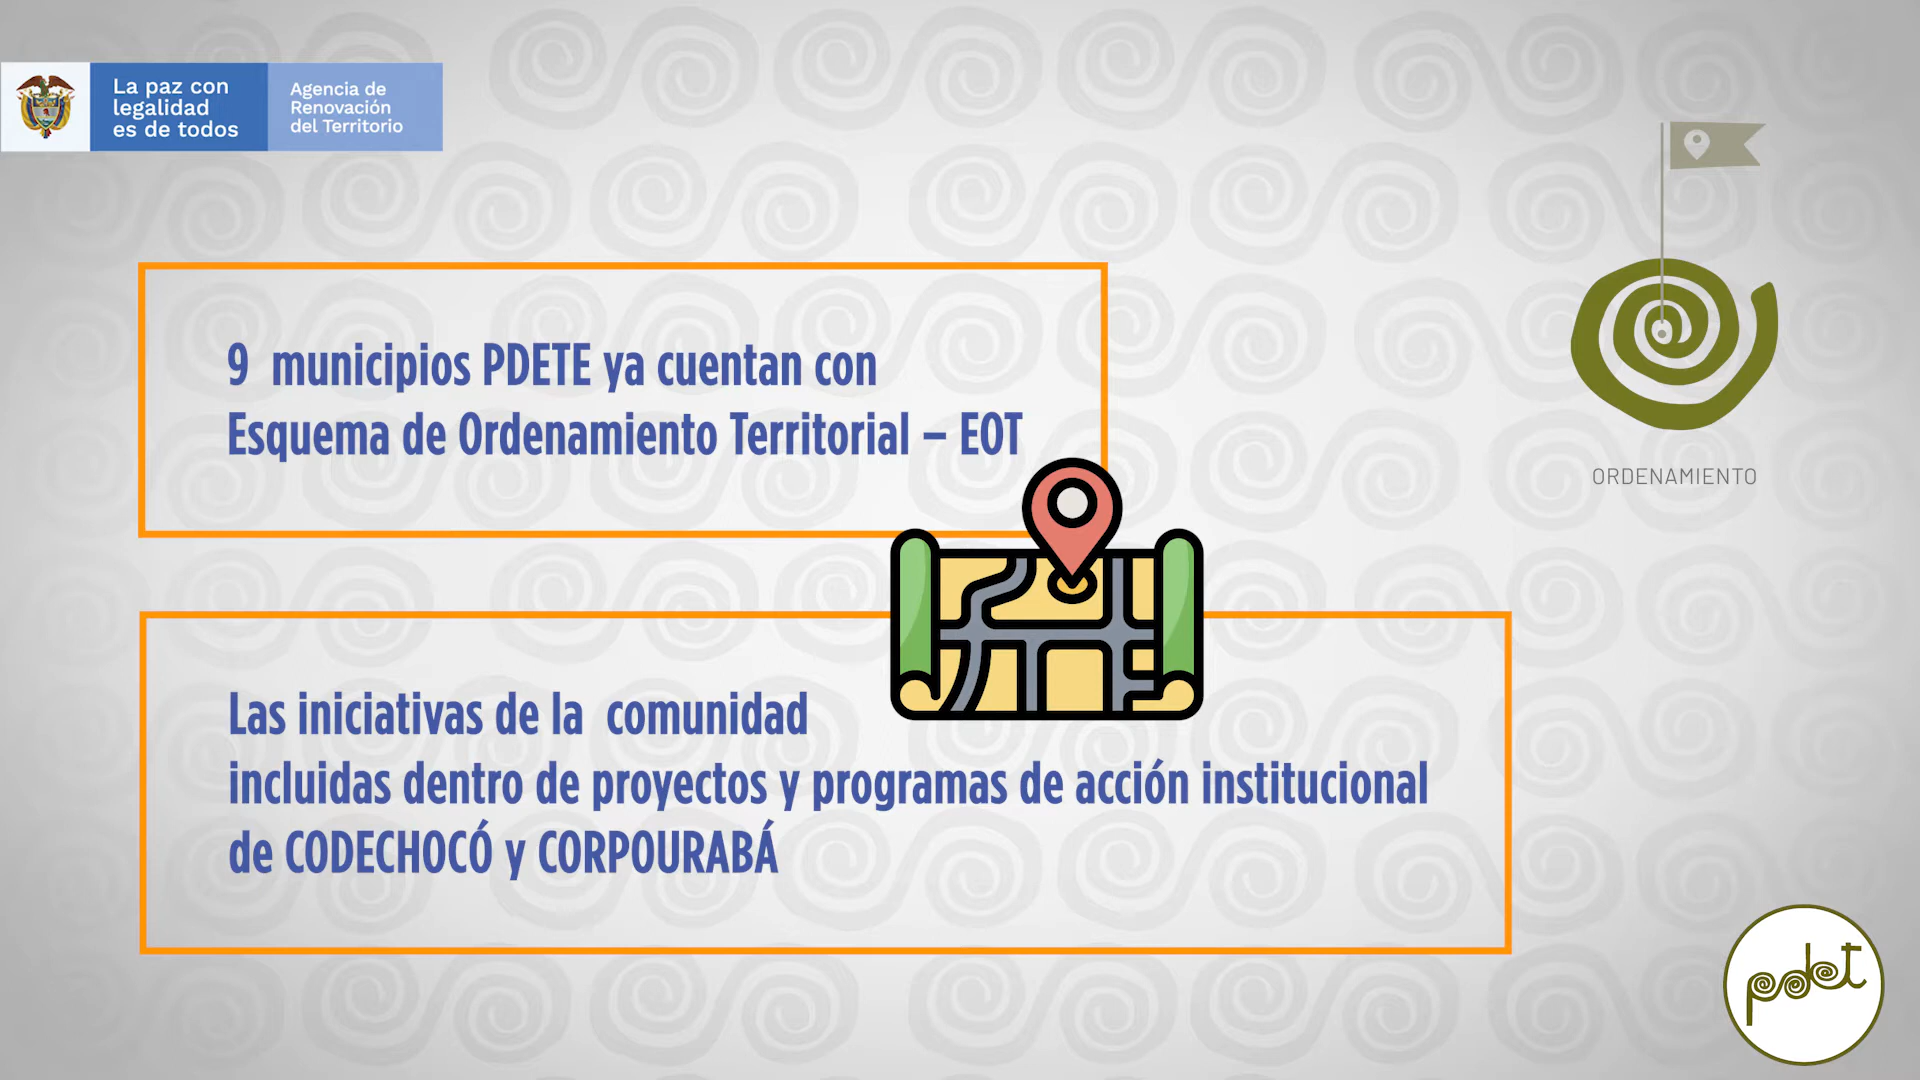 La paz con
legalidad
es de todos
Agencia de
Renovación
del Territorio
9 municipios PDETE ya cuentan con
Esquema de Ordenamiento Territorial – EOT
ORDENAMIENTO
Las iniciativas de la comunidad
incluidas dentro de proyectos y programas de acción institucional
de CODECHOCÓ y CORPOURABÁ
pdet